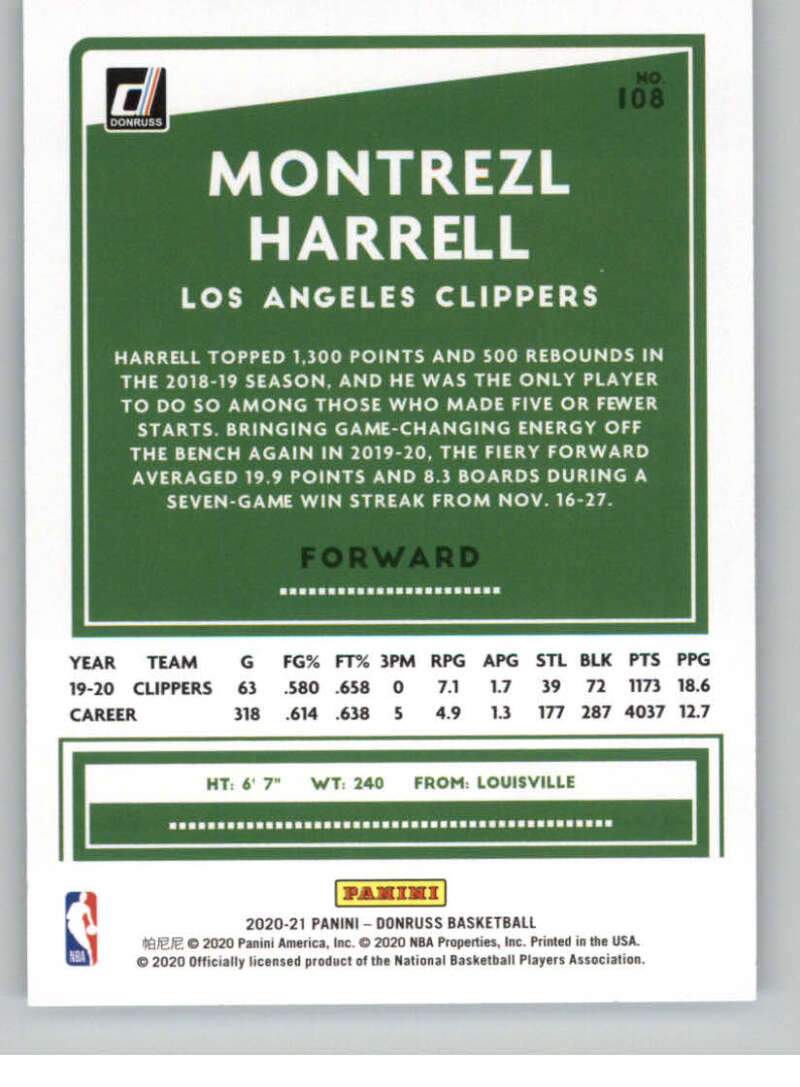 DONRUSS
NO.
108
MONTREZL
HARRELL
LOS ANGELES CLIPPERS
HARRELL TOPPED 1,300 POINTS AND 500 REBOUNDS IN
THE 2018-19 SEASON, AND HE WAS THE ONLY PLAYER
TO DO SO AMONG THOSE WHO MADE FIVE OR FEWER
STARTS. BRINGING GAME-CHANGING ENERGY OFF
THE BENCH AGAIN IN 2019-20, THE FIERY FORWARD
AVERAGED 19.9 POINTS AND 8.3 BOARDS DURING A
SEVEN-GAME WIN STREAK FROM NOV. 16-27.
FORWARD
YEAR TEAM G FG% FT% 3PM RPG APG STL BLK PTS PPG
19-20 CLIPPERS 63 .580 .658 0 7.1 1.7 39 72 1173 18.6
CAREER 318 .614 .638 5 4.9 1.3 177 287 4037 12.7
HT: 6' 7" WT: 240 FROM: LOUISVILLE
PANINI
NBA
2020-21 PANINI – DONRUSS BASKETBALL
帕尼尼 © 2020 Panini America, Inc. © 2020 NBA Properties, Inc. Printed in the USA.
© 2020 Officially licensed product of the National Basketball Players Association.